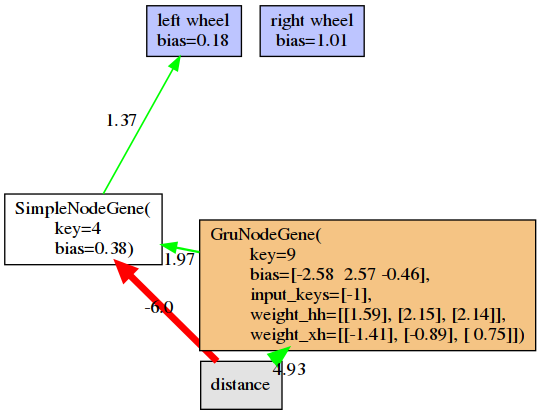 left wheel
bias=0.18
right wheel
bias=1.01
1.37
SimpleNodeGene(
key=4
bias=0.38)
1.97
GruNodeGene(
key=9
bias=[-2.58 2.57 -0.46],
input_keys=[-1],
weight_hh=[[1.59], [2.15], [2.14]],
weight_xh=[[-1.41], [-0.89], [ 0.75]])
-6.0
4.93
distance